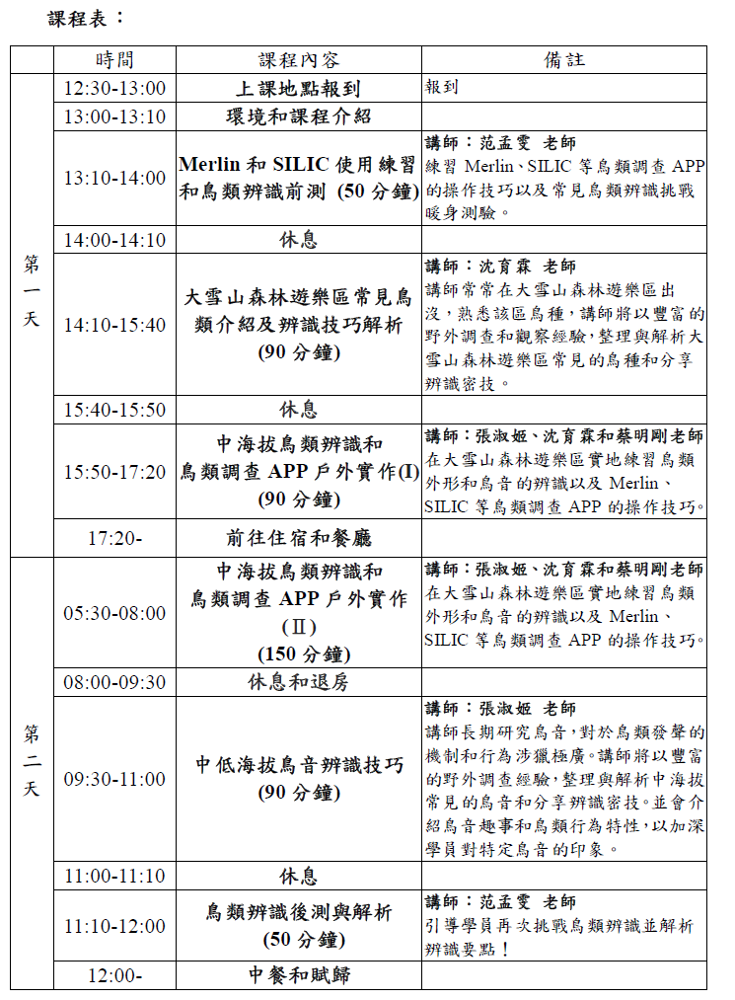 課程表：
時間 課程內容 備註
第一天
12:30-13:00 上課地點報到 報到
13:00-13:10 環境和課程介紹
13:10-14:00
Merlin 和 SILIC 使用練習
和鳥類辨識前測 (50 分鐘)
講師：范孟雯 老師
練習 Merlin、SILIC 等鳥類調查 APP
的操作技巧以及常見鳥類辨識挑戰
暖身測驗。
14:00-14:10 休息
14:10-15:40
大雪山森林遊樂區常見鳥
類介紹及辨識技巧解析
(90 分鐘)
講師：沈育霖 老師
講師常常在大雪山森林遊樂區出
沒，熟悉該區鳥種，講師將以豐富的
野外調查和觀察經驗，整理與解析大
雪山森林遊樂區常見的鳥種和分享
辨識密技。
15:40-15:50 休息
15:50-17:20
中海拔鳥類辨識和
鳥類調查 APP 戶外實作(I)
(90 分鐘)
講師：張淑姬、沈育霖和蔡明剛老師
在大雪山森林遊樂區實地練習鳥類
外形和鳥音的辨識以及 Merlin、
SILIC 等鳥類調查 APP 的操作技巧。
17:20- 前往住宿和餐廳
第二天
05:30-08:00
中海拔鳥類辨識和
鳥類調查 APP 戶外實作
(Ⅱ)
(150 分鐘)
講師：張淑姬、沈育霖和蔡明剛老師
在大雪山森林遊樂區實地練習鳥類
外形和鳥音的辨識以及 Merlin、
SILIC 等鳥類調查 APP 的操作技巧。
08:00-09:30 休息和退房
09:30-11:00
中低海拔鳥音辨識技巧
(90 分鐘)
講師：張淑姬 老師
講師長期研究鳥音，對於鳥類發聲的
機制和行為涉獵極廣。講師將以豐富
的野外調查經驗，整理與解析中海拔
常見的鳥音和分享辨識密技。並會介
紹鳥音趣事和鳥類行為特性，以加深
學員對特定鳥音的印象。
11:00-11:10 休息
11:10-12:00
鳥類辨識後測與解析
(50 分鐘)
講師：范孟雯 老師
引導學員再次挑戰鳥類辨識並解析
辨識要點！
12:00- 中餐和賦歸